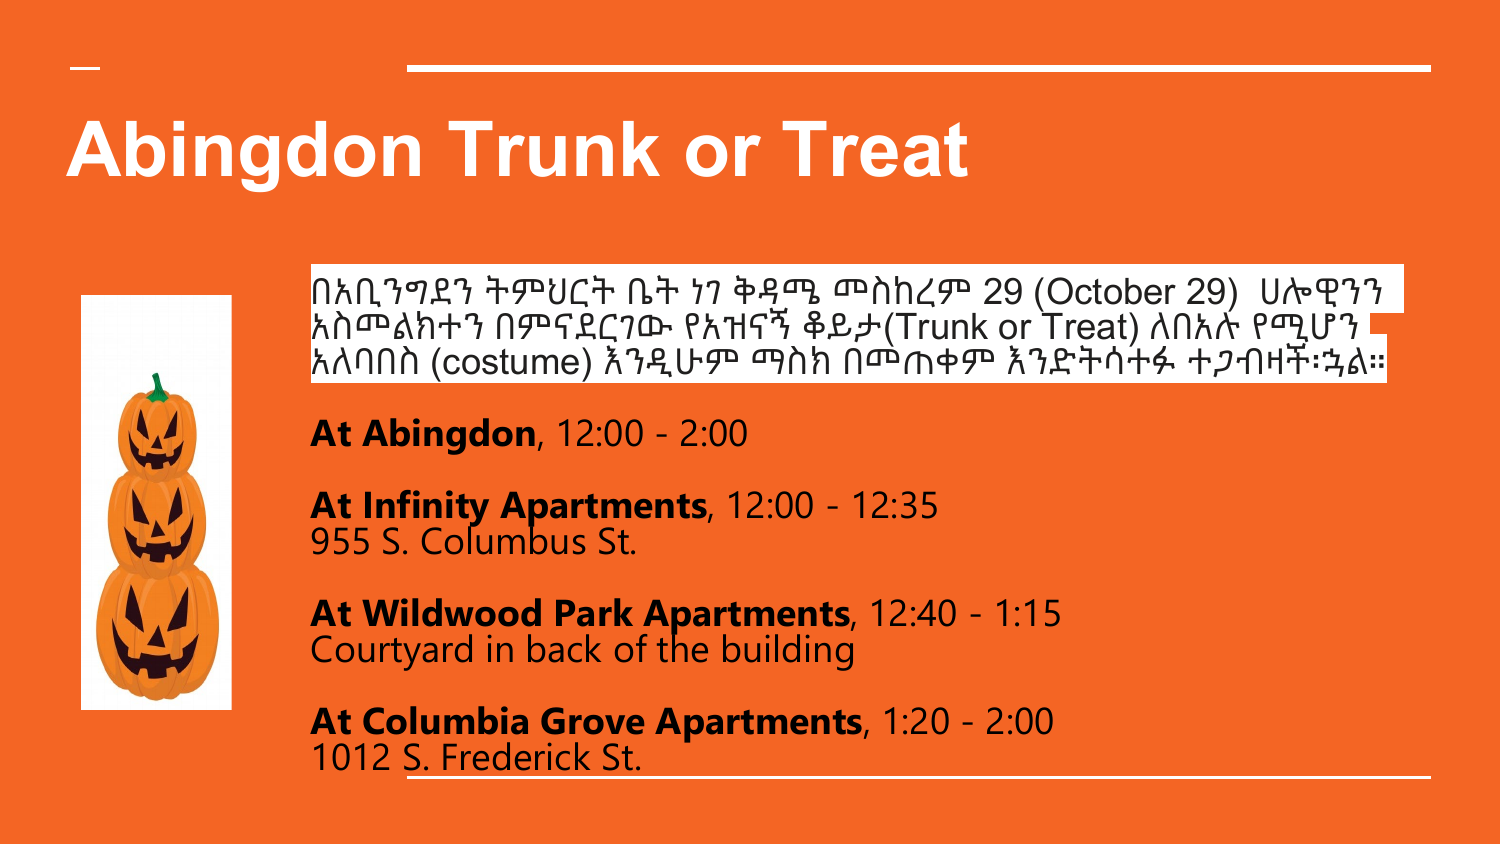 Abingdon Trunk or Treat
በአቢንግደን ትምህርት ቤት ነገ ቅዳሜ መስከረም 29 (October 29) ሀሎዊንን
አስመልክተን በምናደርገው የአዝናኝ ቆይታ(Trunk or Treat) ለበአሉ የሚሆን
አለባበስ (costume) እንዲሁም ማስክ በመጠቀም እንድትሳተፉ ተጋብዛች፡ኋል።
At Abingdon, 12:00 - 2:00
At Infinity Apartments, 12:00 - 12:35
955 S. Columbus St.
At Wildwood Park Apartments, 12:40 - 1:15
Courtyard in back of the building
At Columbia Grove Apartments, 1:20 - 2:00
1012 S. Frederick St.